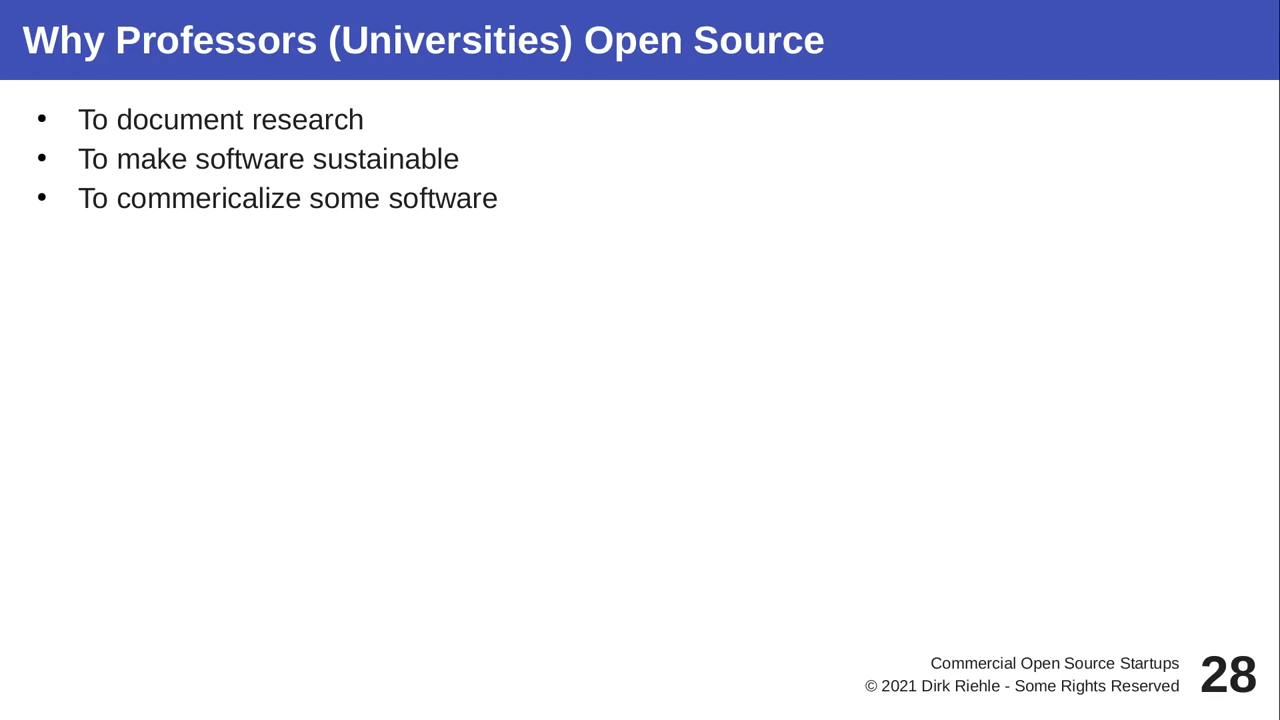 Why Professors (Universities) Open Source
• To document research
• To make software sustainable
• To commericalize some software
Commercial Open Source Startups
© 2021 Dirk Riehle - Some Rights Reserved
28